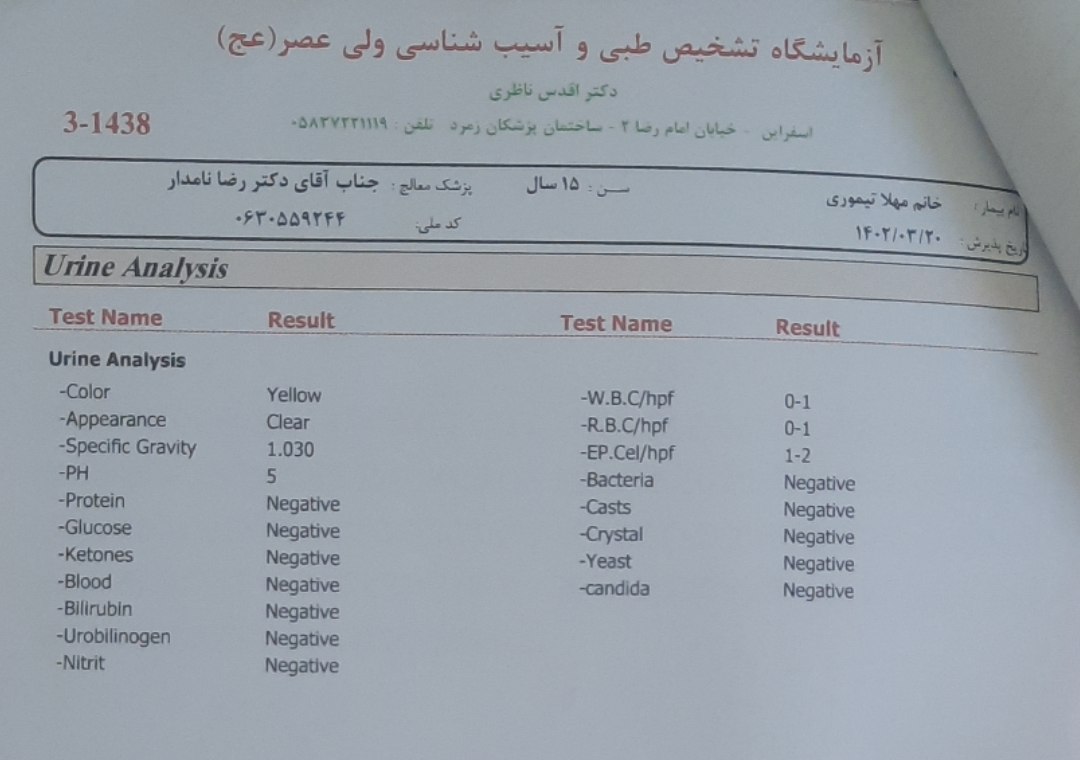 آزمایشگاه تشخیص طبی و آسیب شناسی ولی عصر(عج)
دکتر اقدس ناظری
اسفراین - خیابان امام رضا ۲ - ساختمان پزشکان زمرد تلفن : ۰۵۸۳۷۲۲۱۱۱۹
3-1438
نام بیمار: خانم مهلا تیموری سن: ۱۵ سال پزشک معالج: جناب آقای دکتر رضا نامدار
ریخ پذیرش: ۱۴۰۲/۰۳/۲۰ کد ملی: ۰۶۳۰۵۵۹۲۴۴
Urine Analysis
Test Name Result Test Name Result
Urine Analysis
-Color Yellow -W.B.C/hpf 0-1
-Appearance Clear -R.B.C/hpf 0-1
-Specific Gravity 1.030 -EP.Cel/hpf 1-2
-PH 5 -Bacteria Negative
-Protein Negative -Casts Negative
-Glucose Negative -Crystal Negative
-Ketones Negative -Yeast Negative
-Blood Negative -candida Negative
-Bilirubin Negative
-Urobilinogen Negative
-Nitrit Negative